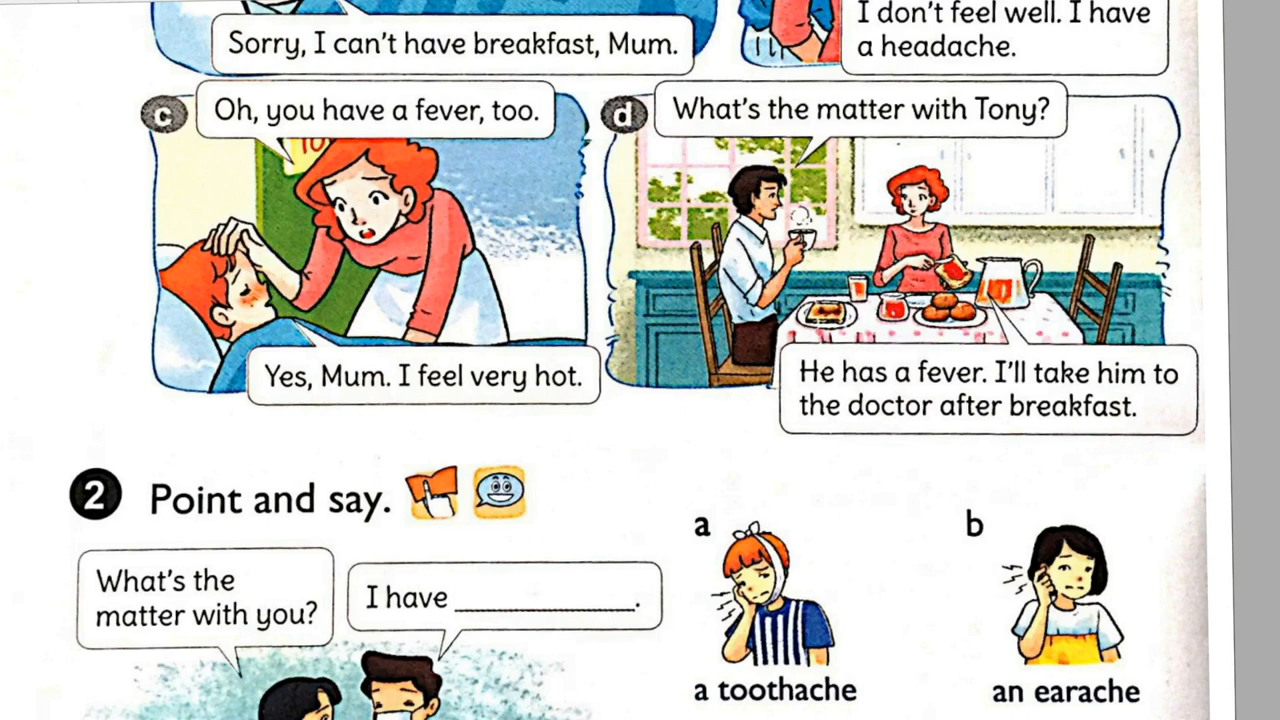 Sorry, I can't have breakfast, Mum.
I don't feel well. I have
a headache.
c
Oh, you have a fever, too.
Yes, Mum. I feel very hot.
d
What's the matter with Tony?
He has a fever. I'll take him to
the doctor after breakfast.
2 Point and say.
What's the
matter with you?
I have ____________.
a
a toothache
b
an earache